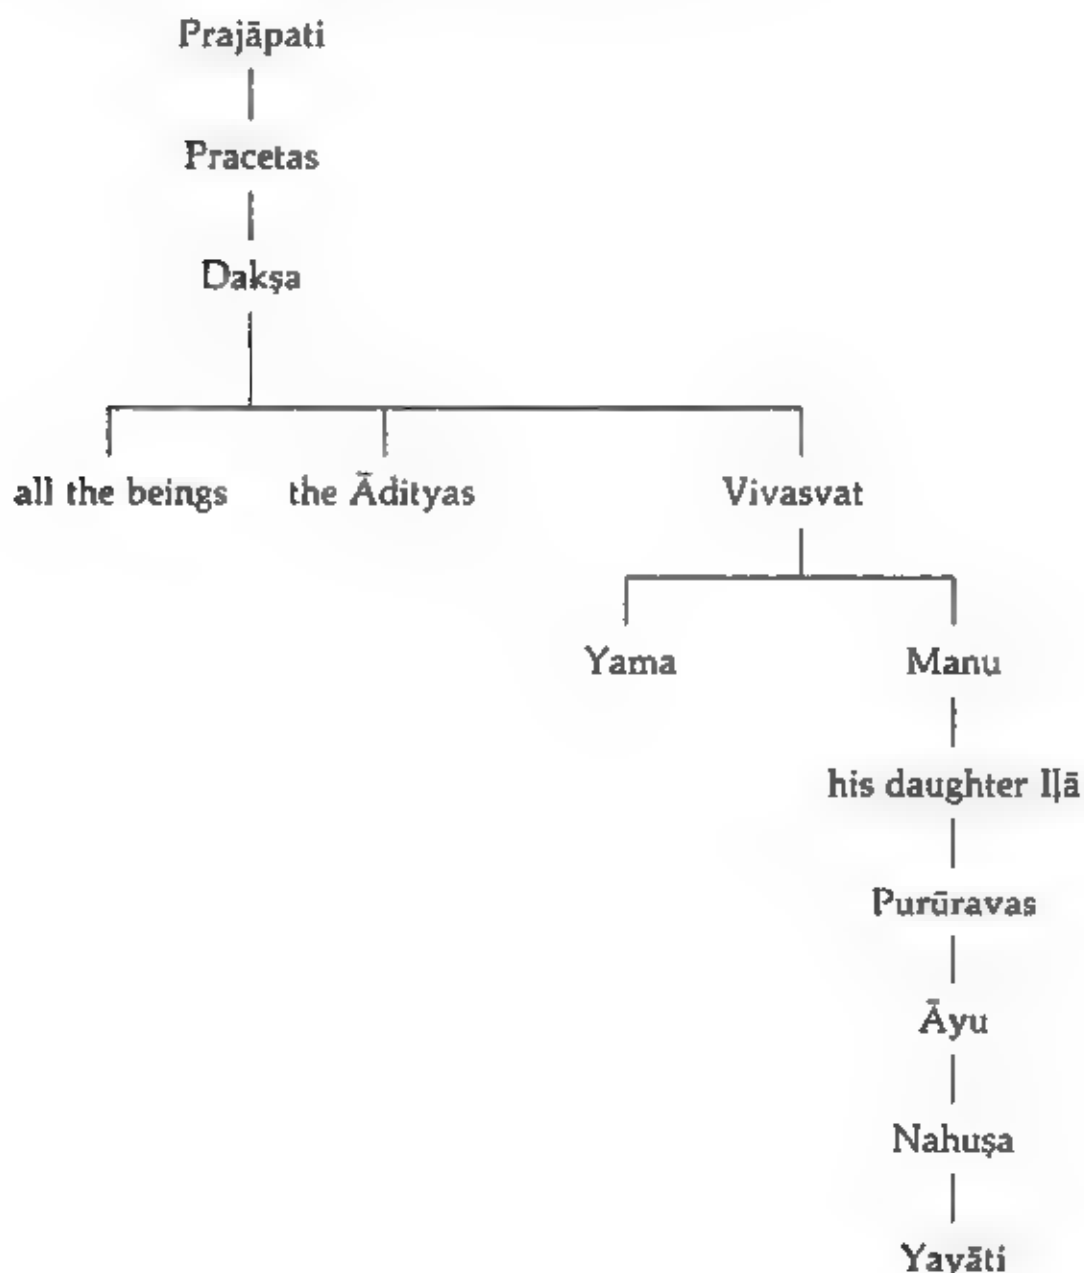 Prajāpati
Pracetas
Dakṣa
all the beings the Ādityas Vivasvat
Yama Manu
his daughter Iḷā
Purūravas
Āyu
Nahuṣa
Yayāti